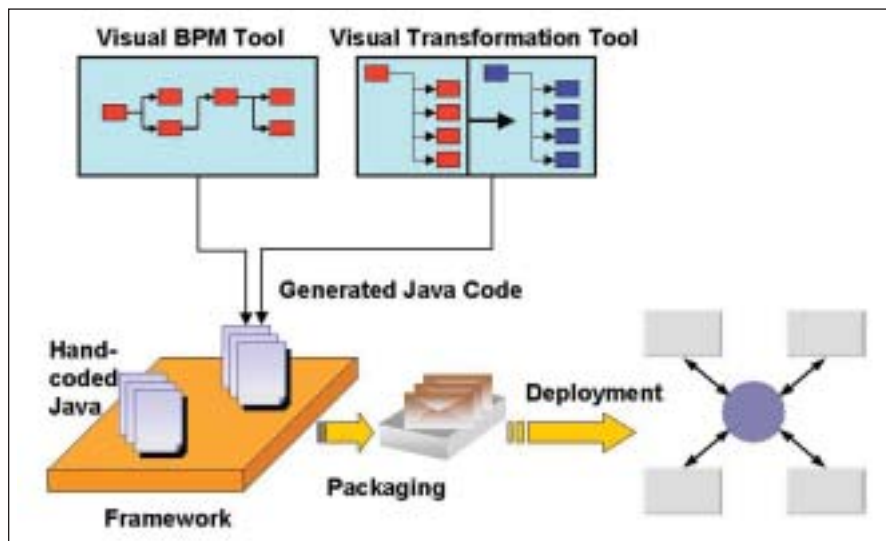 Visual BPM Tool
Visual Transformation Tool
Generated Java Code
Hand-
coded
Java
Deployment
Packaging
Framework